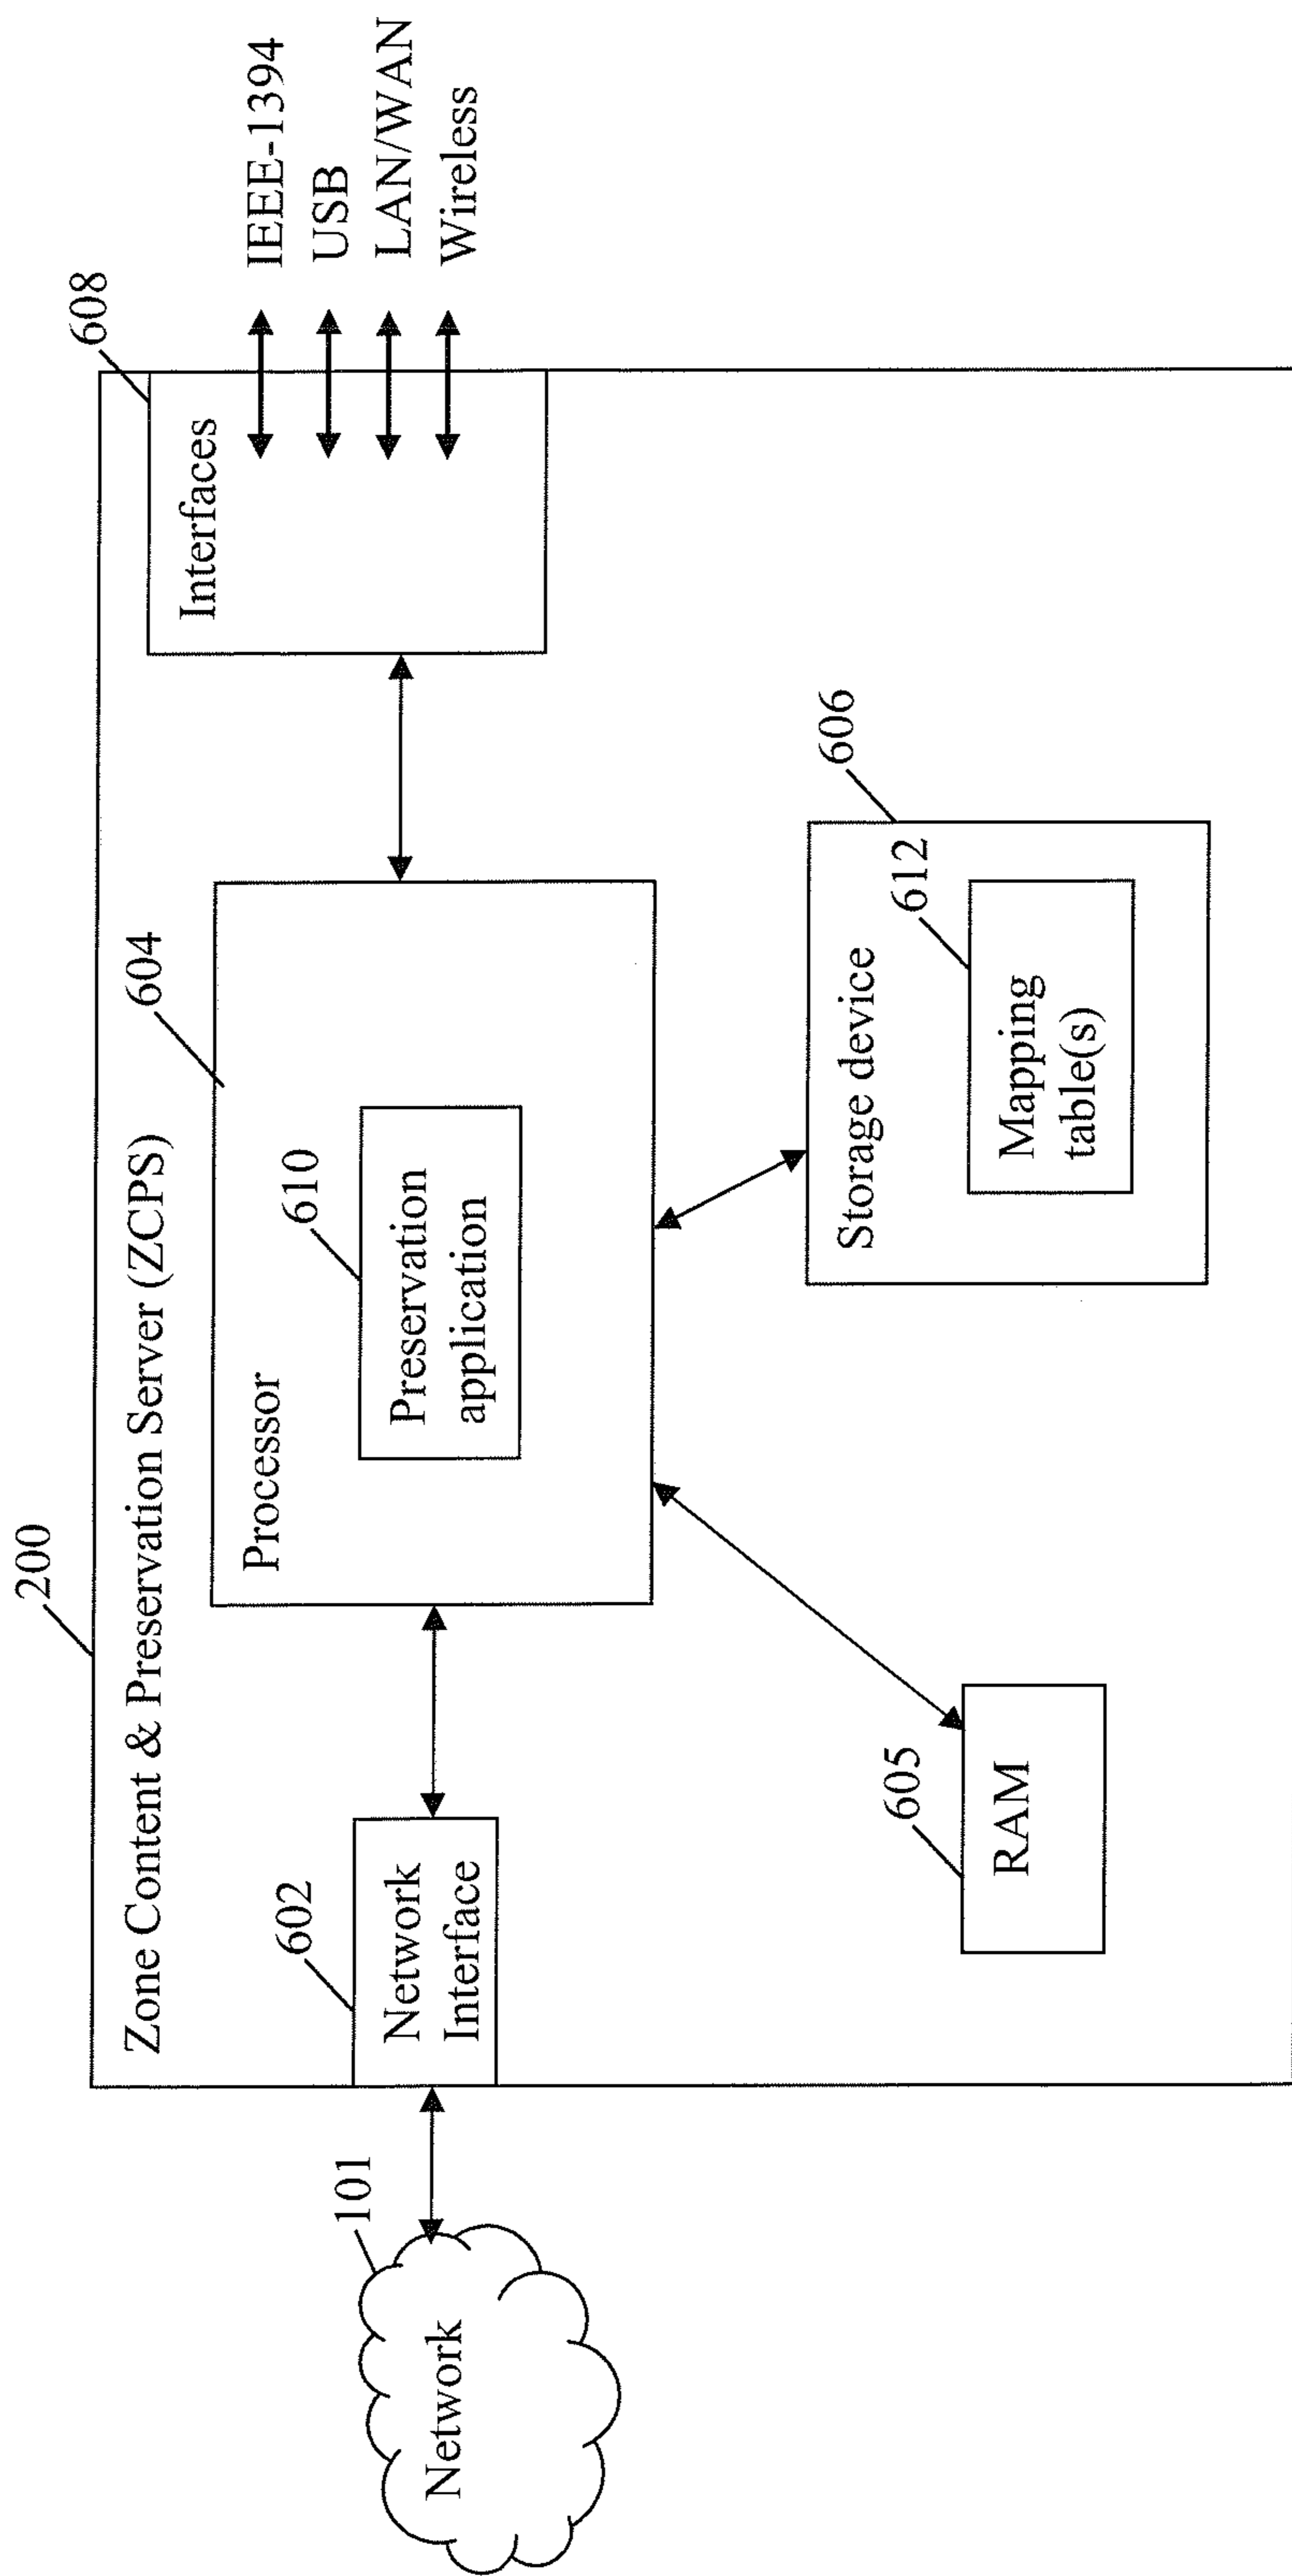 200
Zone Content & Preservation Server (ZCPS)
101
Network
602
Network
Interface
604
Processor
610
Preservation
application
608
Interfaces
IEEE-1394
USB
LAN/WAN
Wireless
605
RAM
606
Storage device
612
Mapping
table(s)